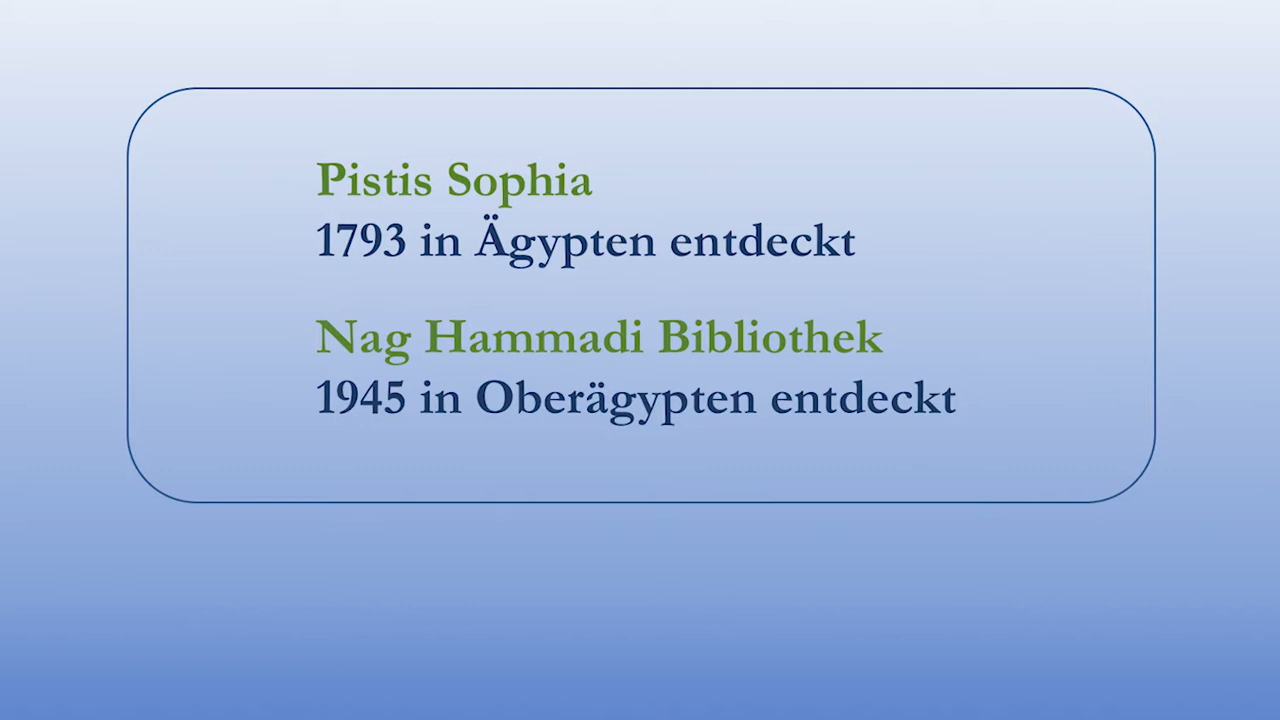 Pistis Sophia
1793 in Ägypten entdeckt
Nag Hammadi Bibliothek
1945 in Oberägypten entdeckt